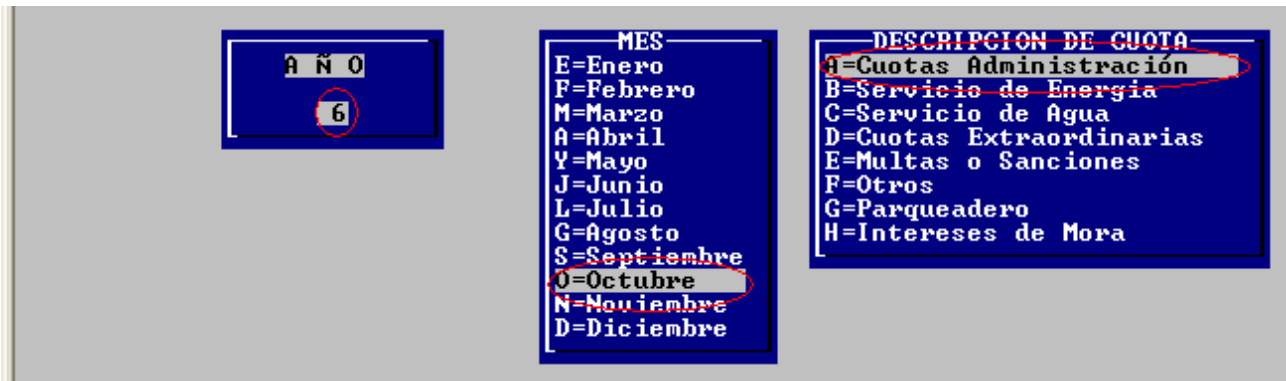 A Ñ O
6
MES
E=Enero
F=Febrero
M=Marzo
A=Abril
Y=Mayo
J=Junio
L=Julio
G=Agosto
S=Septiembre
O=Octubre
N=Noviembre
D=Diciembre
DESCRIPCION DE CUOTA
A=Cuotas Administración
B=Servicio de Energia
C=Servicio de Agua
D=Cuotas Extraordinarias
E=Multas o Sanciones
F=Otros
G=Parqueadero
H=Intereses de Mora